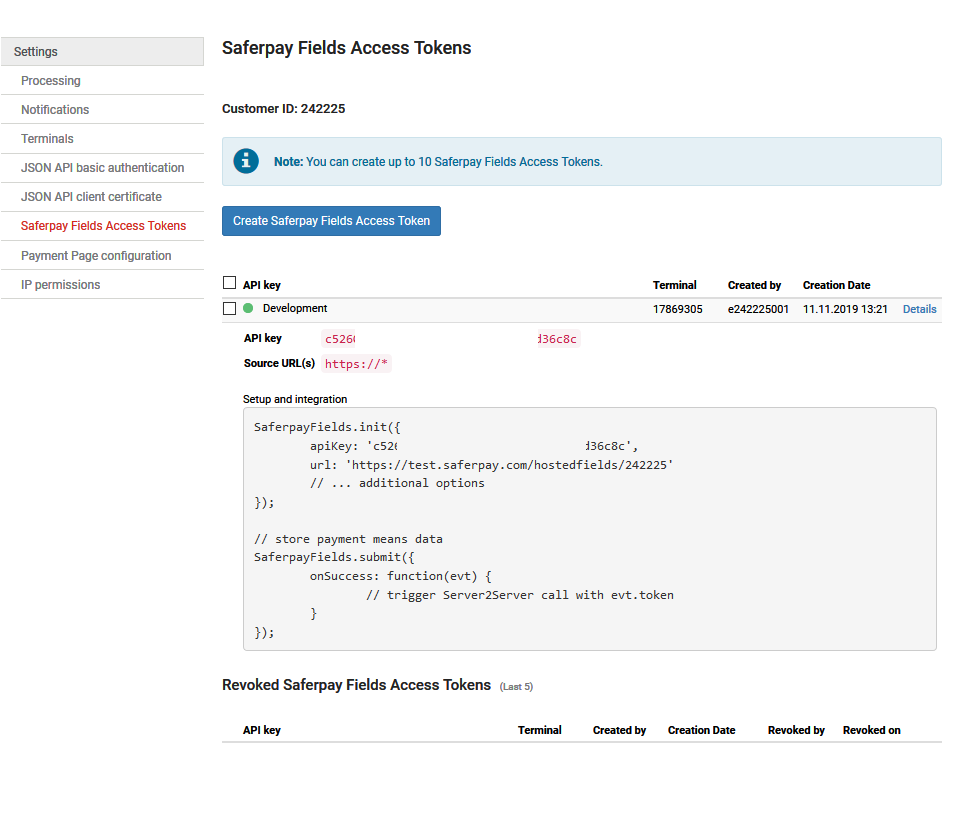 Settings
Processing
Notifications
Terminals
JSON API basic authentication
JSON API client certificate
Saferpay Fields Access Tokens
Payment Page configuration
IP permissions
Saferpay Fields Access Tokens
Customer ID: 242225
Note: You can create up to 10 Saferpay Fields Access Tokens.
Create Saferpay Fields Access Token
API key Terminal Created by Creation Date
Development 17869305 e242225001 11.11.2019 13:21 Details
API key c526 d36c8c
Source URL(s) https://*
Setup and integration
SaferpayFields.init({
apiKey: 'c526 d36c8c',
url: 'https://test.saferpay.com/hostedfields/242225'
// ... additional options
});
// store payment means data
SaferpayFields.submit({
onSuccess: function(evt) {
// trigger Server2Server call with evt.token
}
});
Revoked Saferpay Fields Access Tokens (Last 5)
API key Terminal Created by Creation Date Revoked by Revoked on